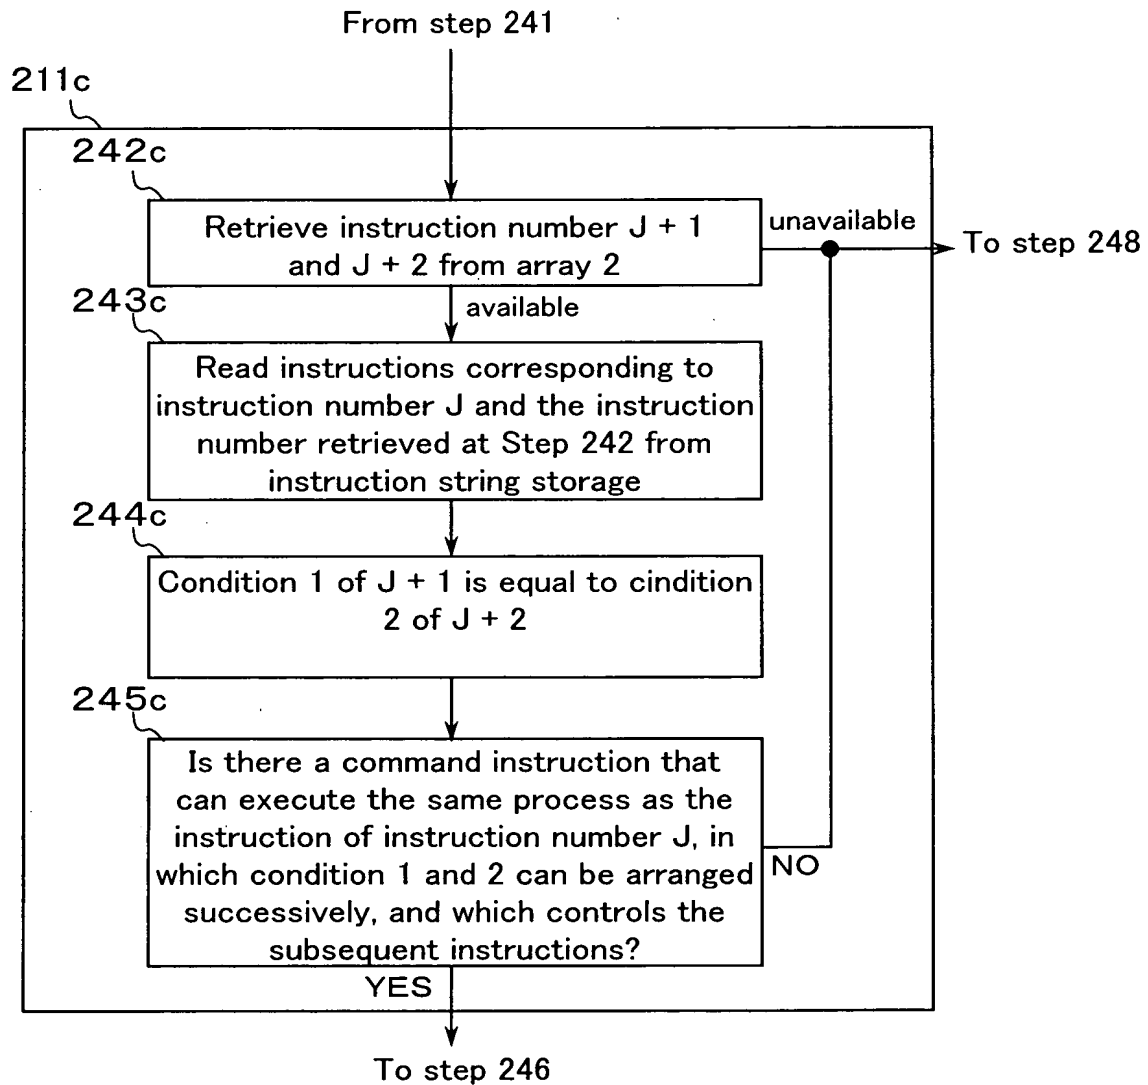 From step 241
211c
242c
Retrieve instruction number J + 1
and J + 2 from array 2
unavailable
To step 248
available
243c
Read instructions corresponding to
instruction number J and the instruction
number retrieved at Step 242 from
instruction string storage
244c
Condition 1 of J + 1 is equal to cindition
2 of J + 2
245c
Is there a command instruction that
can execute the same process as the
instruction of instruction number J, in
which condition 1 and 2 can be arranged
successively, and which controls the
subsequent instructions?
NO
YES
To step 246